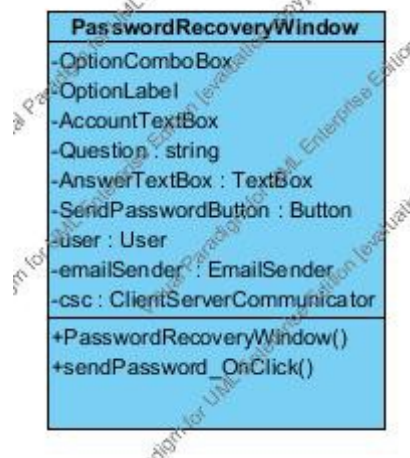 PasswordRecoveryWindow
-OptionComboBox
-OptionLabel
-AccountTextBox
-Question : string
-AnswerTextBox : TextBox
-SendPasswordButton : Button
-user : User
-emailSender : EmailSender
-csc : ClientServerCommunicator
+PasswordRecoveryWindow()
+sendPassword_OnClick()